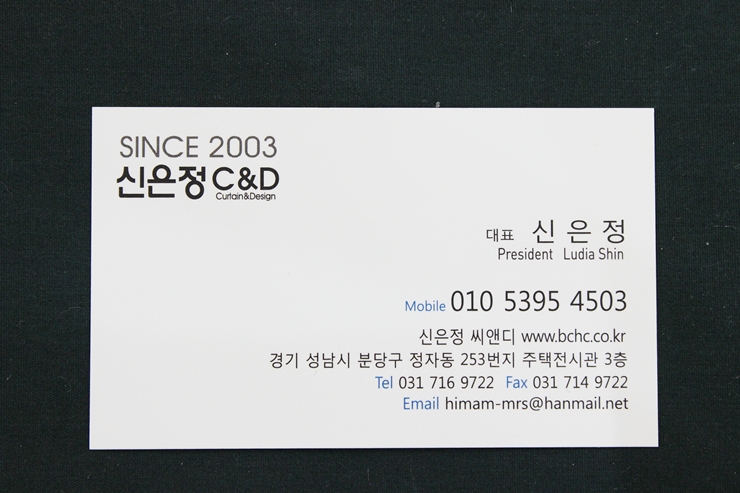 SINCE 2003
신은정 C&D
Curtain&Design
대표 신은정
President Ludia Shin
Mobile 010 5395 4503
신은정 씨앤디 www.bchc.co.kr
경기 성남시 분당구 정자동 253번지 주택전시관 3층
Tel 031 716 9722 Fax 031 714 9722
Email himam-mrs@hanmail.net